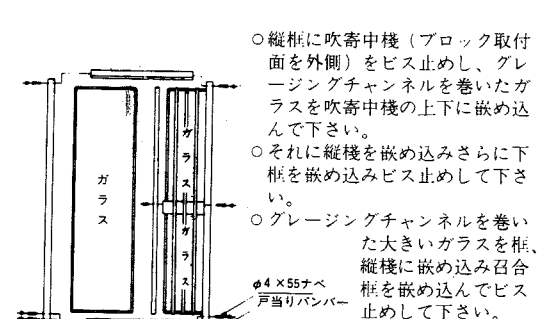 ○縦框に吹寄中棧（ブロック取付
面を外側）をビス止めし、グレ
ージングチャンネルを巻いたガ
ラスを吹寄中棧の上下に嵌め込
んで下さい。
○それに縦棧を嵌め込みさらに下
框を嵌め込みビス止めして下さ
い。
○グレージングチャンネルを巻い
た大きいガラスを框、
縦棧に嵌め込み召合
框を嵌め込んでビス
止めして下さい。
ガラス
ガラス
ガラス
φ4×55ナベ
戸当りバンパー